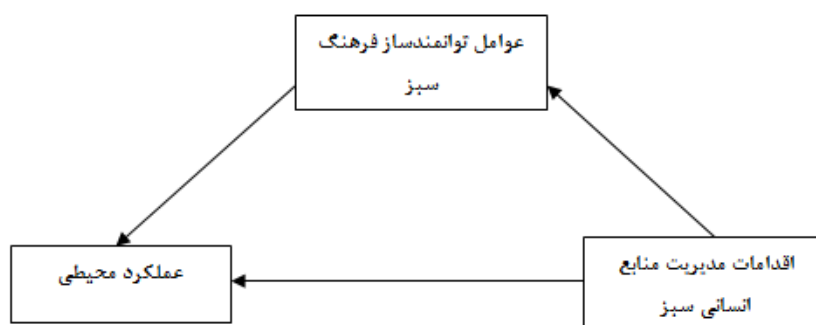 عوامل توانمندساز فرهنگ
سبز
اقدامات مدیریت منابع
انسانی سبز
عملکرد محیطی